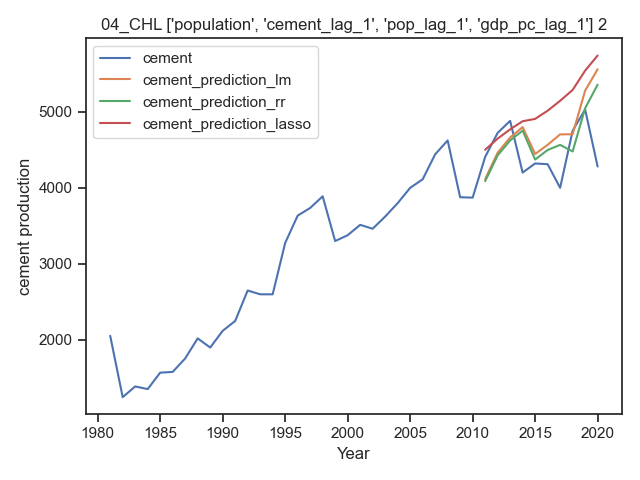 04_CHL ['population', 'cement_lag_1', 'pop_lag_1', 'gdp_pc_lag_1'] 2
cement
cement_prediction_lm
cement_prediction_rr
cement_prediction_lasso
5000
4000
3000
2000
cement production
1980 1985 1990 1995 2000 2005 2010 2015 2020
Year